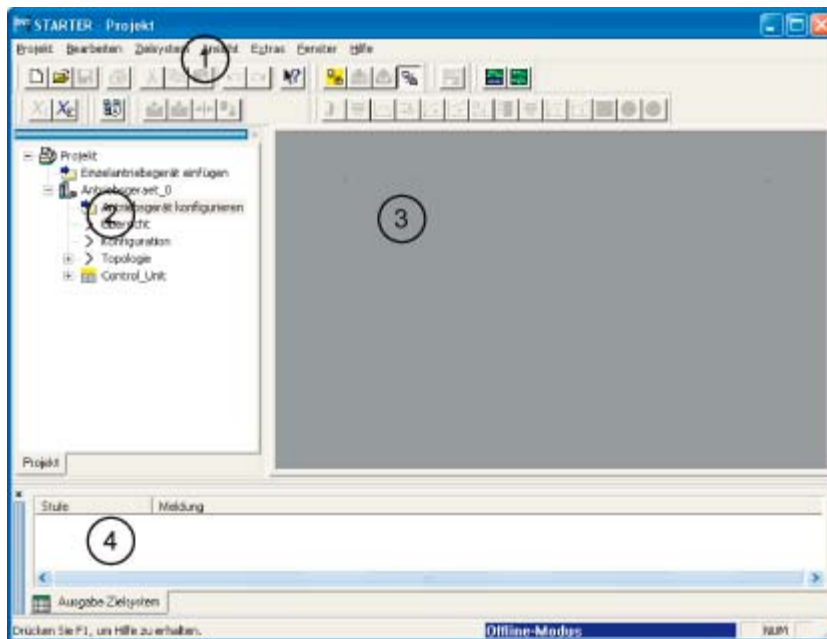 STARTER - Projekt
Projekt Bearbeiten Zielsystem Ansicht Extras Fenster Hilfe
1
Projekt
Einzelantriebsgerät einfügen
Antriebsgeraet_0
Antriebsgerät konfigurieren
2
3
Übersicht
Konfiguration
Topologie
Control_Unit
Projekt
Stufe Meldung
4
Ausgabe Zielsystem
Drücken Sie F1, um Hilfe zu erhalten. Offline-Modus NUM